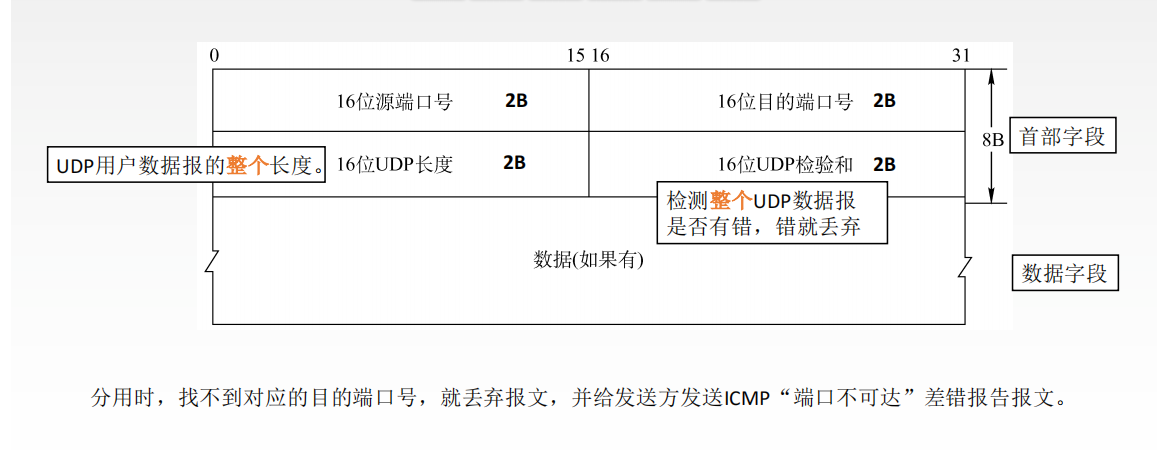 0 15 16 31
16位源端口号 2B 16位目的端口号 2B
8B 首部字段
UDP用户数据报的整个长度。 16位UDP长度 2B 16位UDP检验和 2B
检测整个UDP数据报
是否有错，错就丢弃
数据(如果有)
数据字段
分用时，找不到对应的目的端口号，就丢弃报文，并给发送方发送ICMP“端口不可达”差错报告报文。